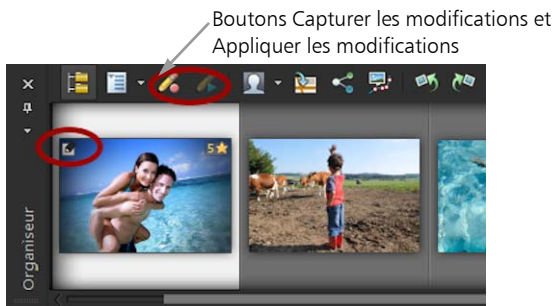 Boutons Capturer les modifications et
Appliquer les modifications
5
Organiseur